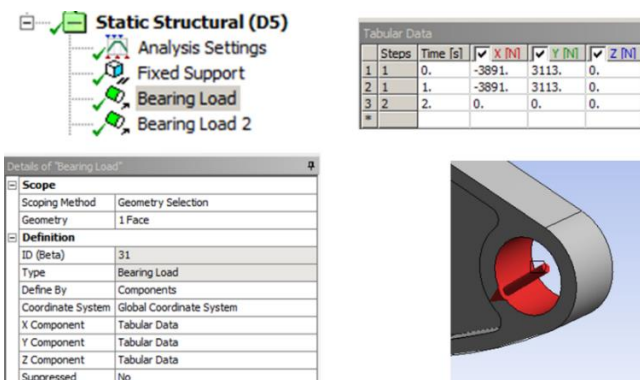 Static Structural (D5)
Analysis Settings
Fixed Support
Bearing Load
Bearing Load 2
Tabular Data
Steps Time [s] X [N] Y [N] Z [N]
1 1 0. -3891. 3113. 0.
2 1 1. -3891. 3113. 0.
3 2 2. 0. 0. 0.
*
Details of "Bearing Load"
Scope
Scoping Method Geometry Selection
Geometry 1 Face
Definition
ID (Beta) 31
Type Bearing Load
Define By Components
Coordinate System Global Coordinate System
X Component Tabular Data
Y Component Tabular Data
Z Component Tabular Data
Suppressed No